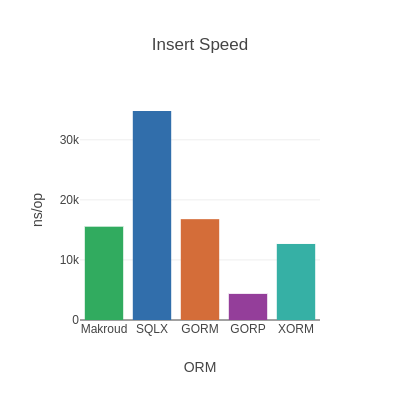 Insert Speed
ns/op
30k
20k
10k
0
Makroud SQLX GORM GORP XORM
ORM